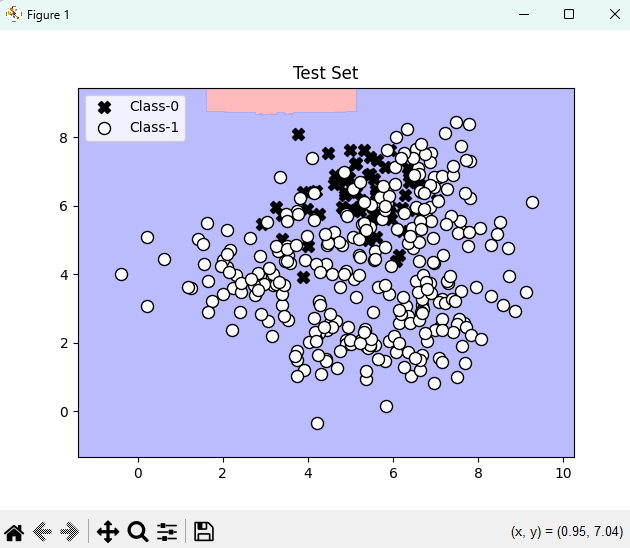 Figure 1
Test Set
Class-0
Class-1
8
6
4
2
0
0 2 4 6 8 10
(x, y) = (0.95, 7.04)